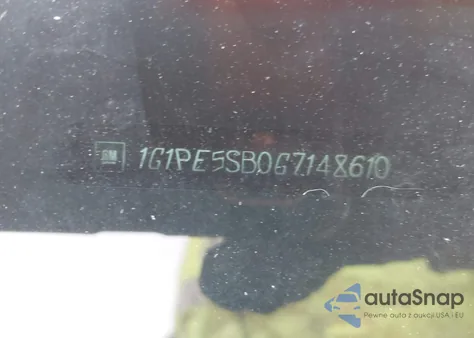 GM 1G1PE5SB0G7148610
autaSnap
Pewne auta z aukcji USA i EU